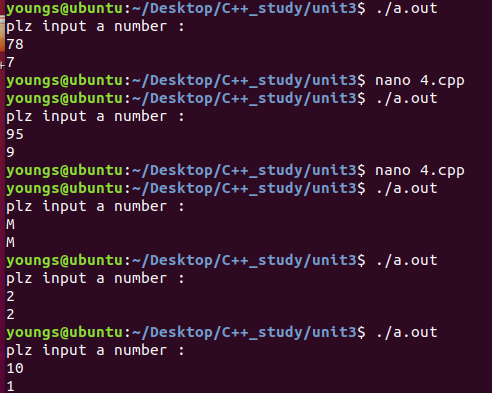 youngs@ubuntu:~/Desktop/C++_study/unit3$ ./a.out
plz input a number :
78
7
youngs@ubuntu:~/Desktop/C++_study/unit3$ nano 4.cpp
youngs@ubuntu:~/Desktop/C++_study/unit3$ ./a.out
plz input a number :
95
9
youngs@ubuntu:~/Desktop/C++_study/unit3$ nano 4.cpp
youngs@ubuntu:~/Desktop/C++_study/unit3$ ./a.out
plz input a number :
M
M
youngs@ubuntu:~/Desktop/C++_study/unit3$ ./a.out
plz input a number :
2
2
youngs@ubuntu:~/Desktop/C++_study/unit3$ ./a.out
plz input a number :
10
1